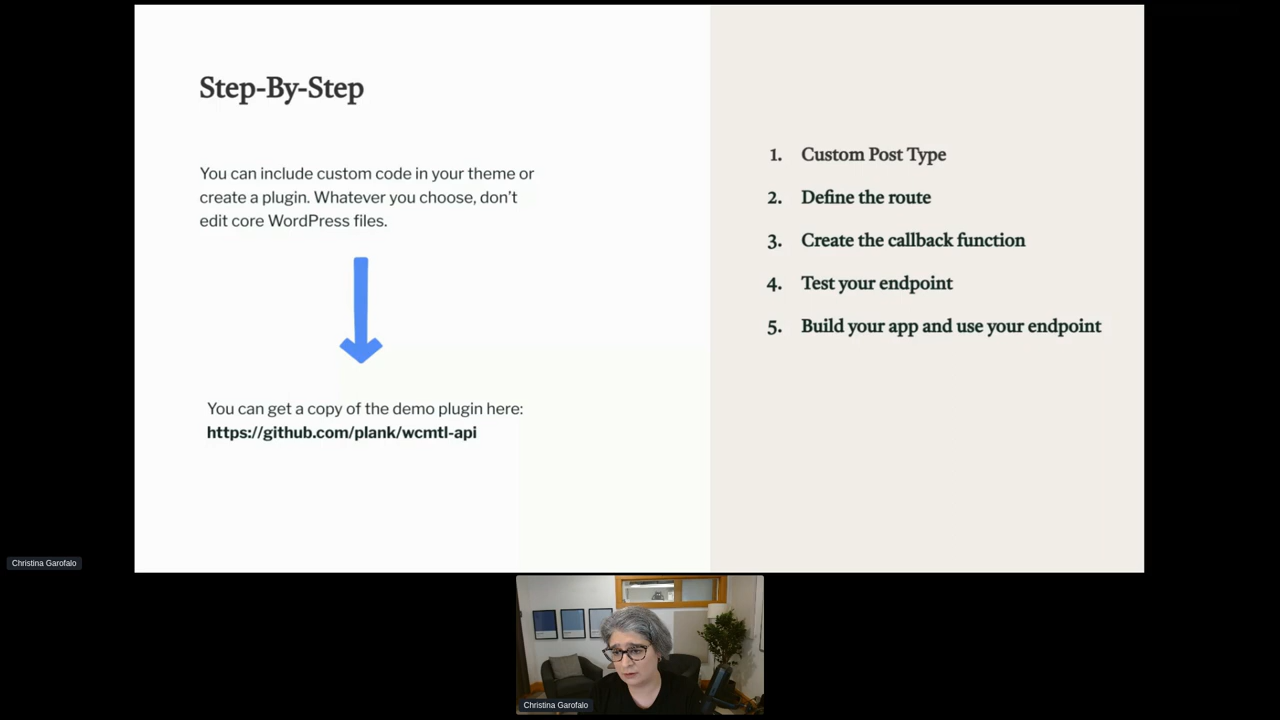 Step-By-Step
You can include custom code in your theme or
create a plugin. Whatever you choose, don't
edit core WordPress files.
You can get a copy of the demo plugin here:
https://github.com/plank/wcmtl-api
1. Custom Post Type
2. Define the route
3. Create the callback function
4. Test your endpoint
5. Build your app and use your endpoint
Christina Garofalo
Christina Garofalo